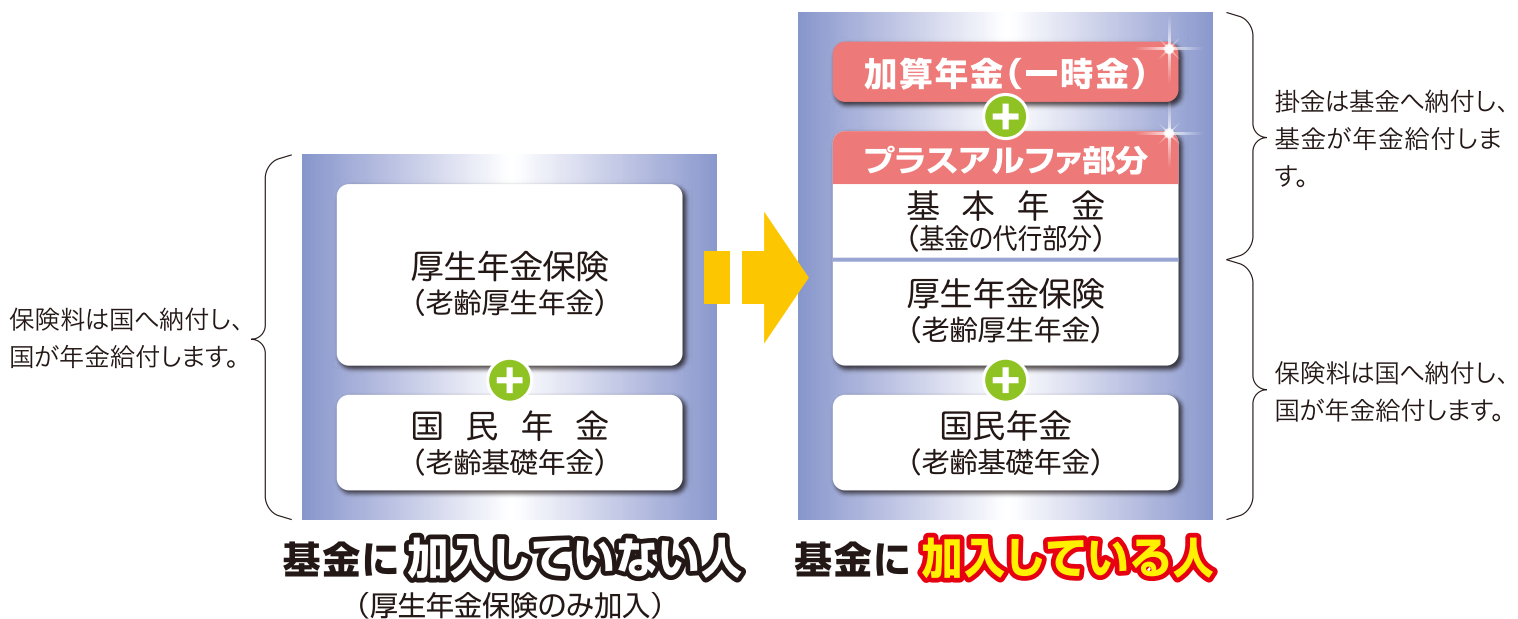 保険料は国へ納付し、
国が年金給付します。
厚生年金保険
（老齢厚生年金）
国民年金
（老齢基礎年金）
基金に加入していない人
（厚生年金保険のみ加入）
加算年金（一時金）
プラスアルファ部分
基本年金
（基金の代行部分）
厚生年金保険
（老齢厚生年金）
国民年金
（老齢基礎年金）
基金に加入している人
掛金は基金へ納付し、
基金が年金給付しま
す。
保険料は国へ納付し、
国が年金給付します。